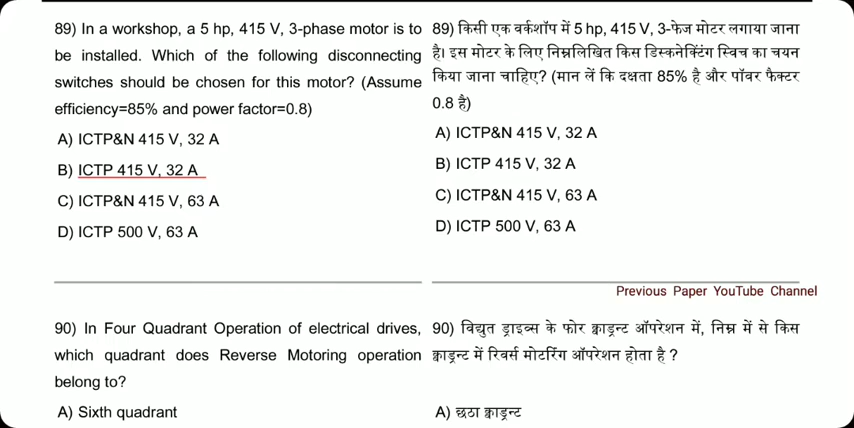 89) In a workshop, a 5 hp, 415 V, 3-phase motor is to
be installed. Which of the following disconnecting
switches should be chosen for this motor? (Assume
efficiency=85% and power factor=0.8)
A) ICTP&N 415 V, 32 A
B) ICTP 415 V, 32 A
C) ICTP&N 415 V, 63 A
D) ICTP 500 V, 63 A
89) किसी एक वर्कशॉप में 5 hp, 415 V, 3-फेज मोटर लगाया जाना
है। इस मोटर के लिए निम्नलिखित किस डिस्कनेक्टिंग स्विच का चयन
किया जाना चाहिए? (मान लें कि दक्षता 85% है और पॉवर फैक्टर
0.8 है)
A) ICTP&N 415 V, 32 A
B) ICTP 415 V, 32 A
C) ICTP&N 415 V, 63 A
D) ICTP 500 V, 63 A
Previous Paper YouTube Channel
90) In Four Quadrant Operation of electrical drives,
which quadrant does Reverse Motoring operation
belong to?
A) Sixth quadrant
90) विद्युत ड्राइव्स के फोर क्वाड्रन्ट ऑपरेशन में, निम्न में से किस
क्वाड्रन्ट में रिवर्स मोटरिंग ऑपरेशन होता है ?
A) छठा क्वाड्रन्ट